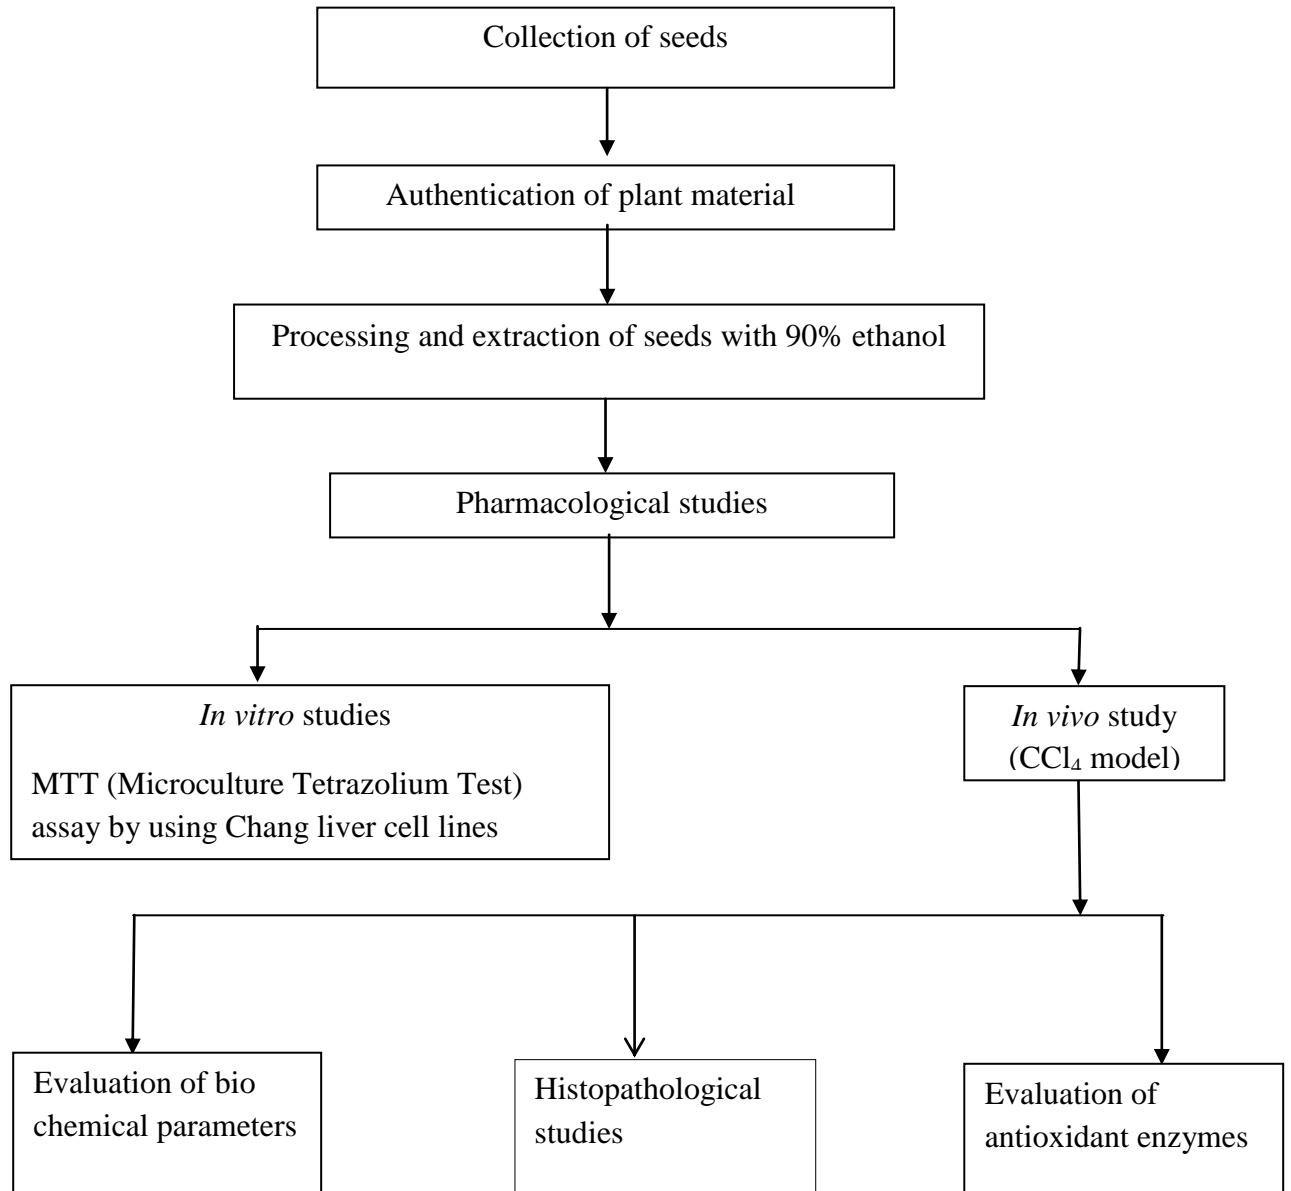 Collection of seeds
Authentication of plant material
Processing and extraction of seeds with 90% ethanol
Pharmacological studies
In vitro studies
MTT (Microculture Tetrazolium Test)
assay by using Chang liver cell lines
In vivo study
(CCl₄ model)
Evaluation of bio
chemical parameters
Histopathological
studies
Evaluation of
antioxidant enzymes